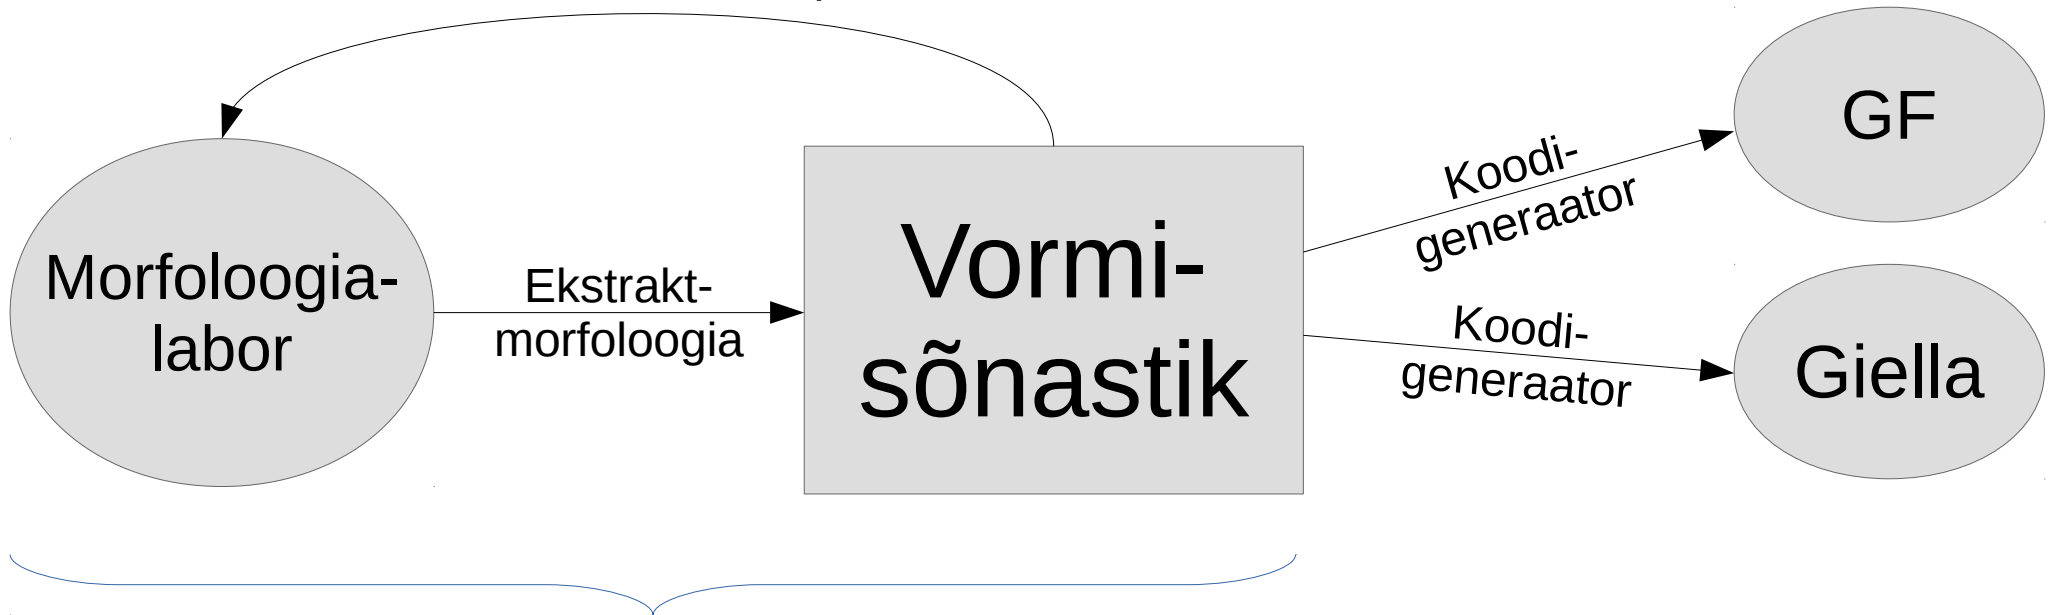 Morfoloogia-
labor
Ekstrakt-
morfoloogia
Vormi-
sõnastik
Koodi-
generaator
Koodi-
generaator
GF
Giella